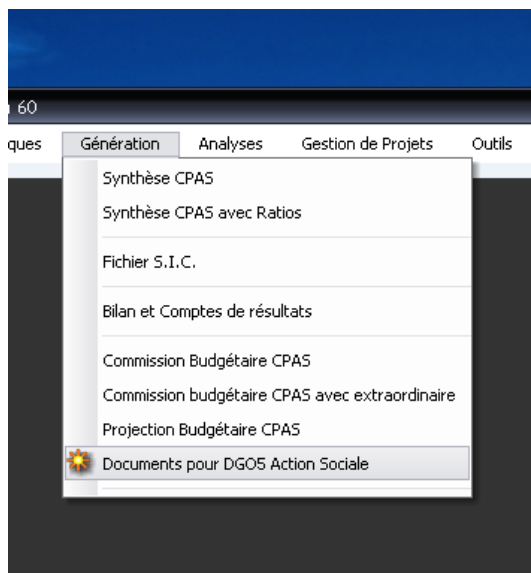 60
ques Génération Analyses Gestion de Projets Outils
Synthèse CPAS
Synthèse CPAS avec Ratios
Fichier S.I.C.
Bilan et Comptes de résultats
Commission Budgétaire CPAS
Commission budgétaire CPAS avec extraordinaire
Projection Budgétaire CPAS
Documents pour DGO5 Action Sociale